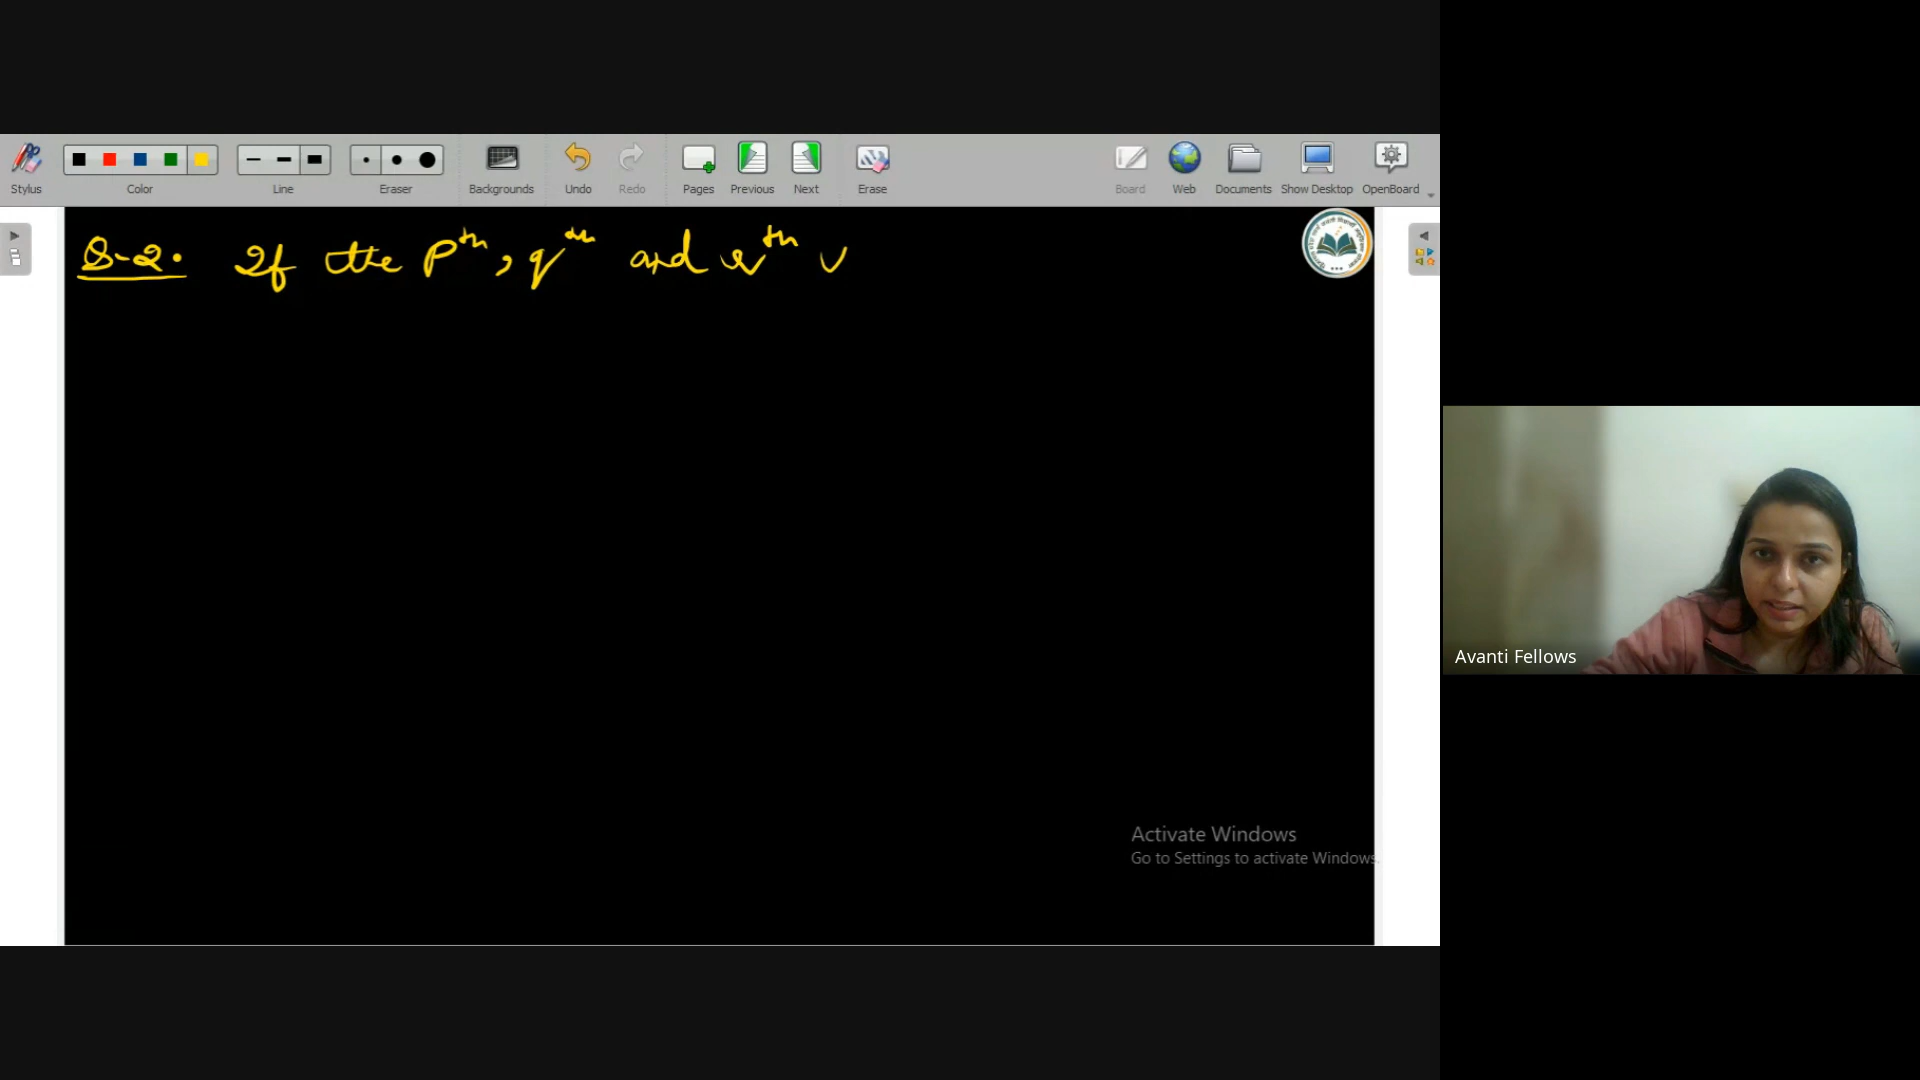 Stylus Color Line Eraser Backgrounds Undo Redo Pages Previous Next Erase Board Web Documents Show Desktop OpenBoard
Q-2. If the pth, qth and rth
Avanti Fellows
Activate Windows
Go to Settings to activate Windows.